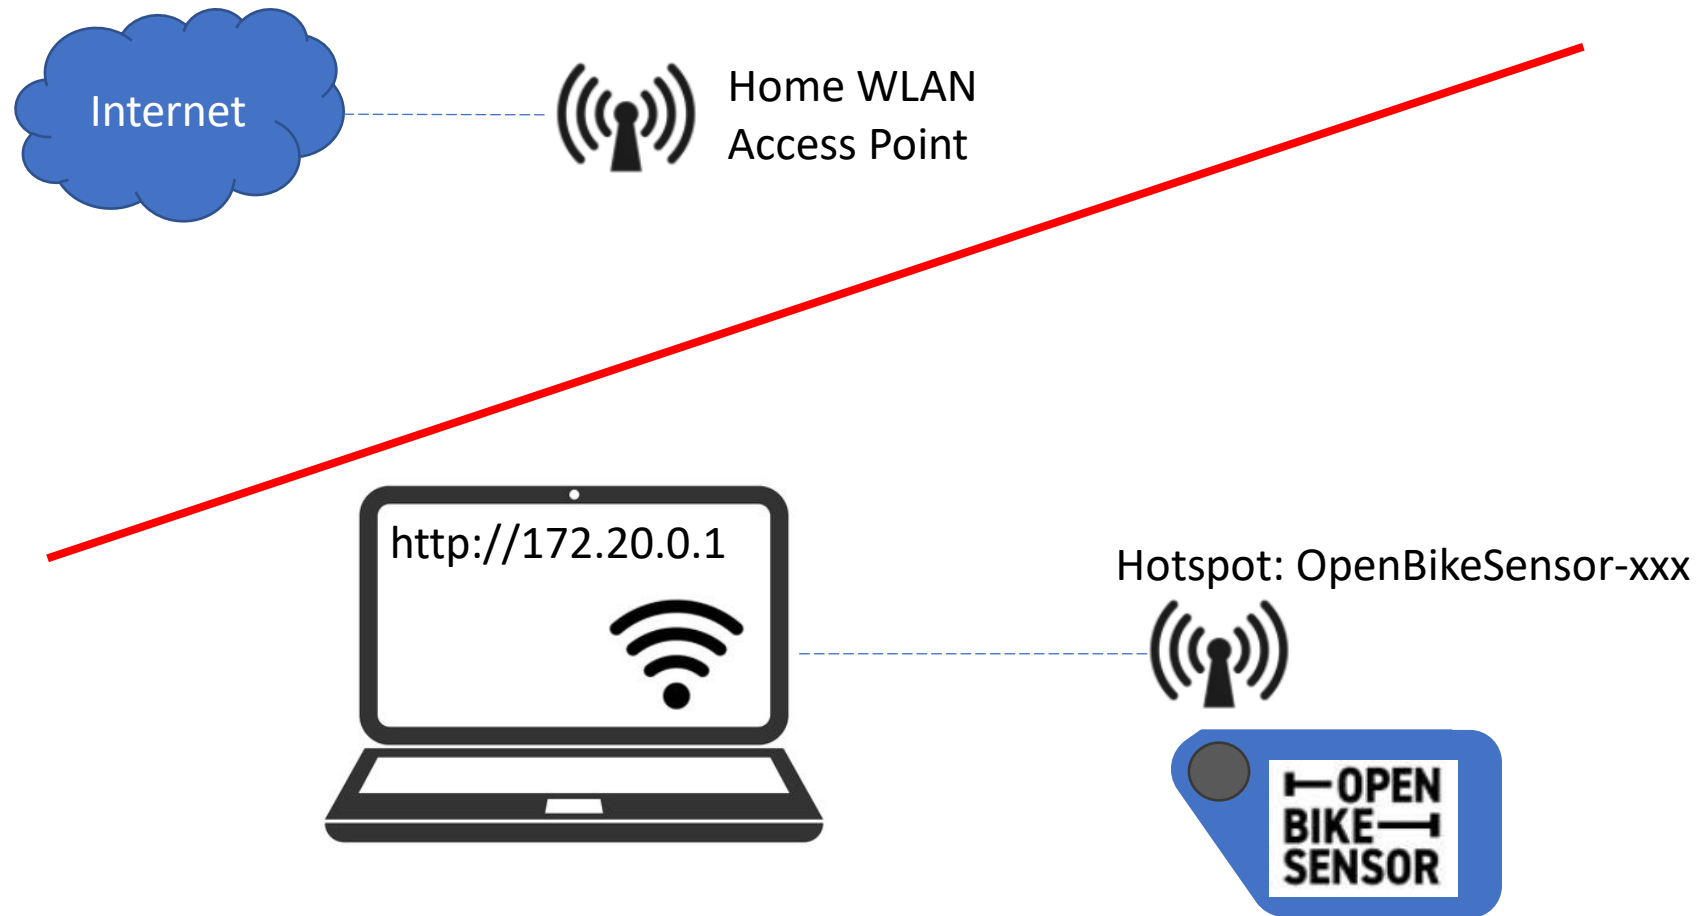 Internet
Home WLAN
Access Point
http://172.20.0.1
Hotspot: OpenBikeSensor-xxx
OPEN
BIKE
SENSOR